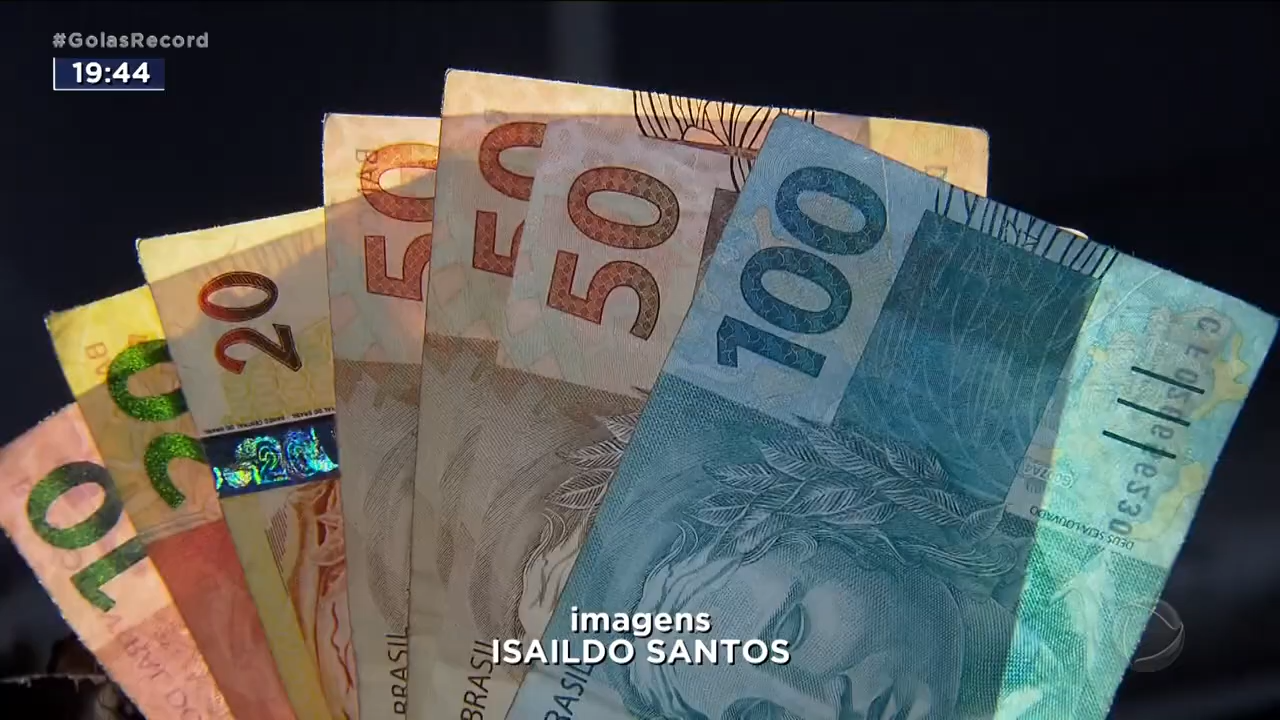 #GolasRecord
19:44
10
20
20
50
50
50
100
BRASIL
BRASIL
BRASIL
DEUS SEJA LOUVADO
imagens
ISAILDO SANTOS